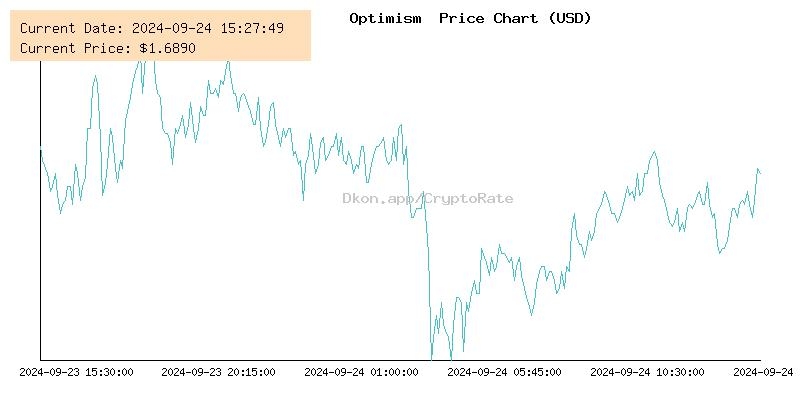 Optimism  Price Chart (USD)
Current Date: 2024-09-24 15:27:49
Current Price: $1.6890
Dkon.app/CryptoRate
2024-09-23 15:30:00 2024-09-23 20:15:00 2024-09-24 01:00:00 2024-09-24 05:45:00 2024-09-24 10:30:00 2024-09-24